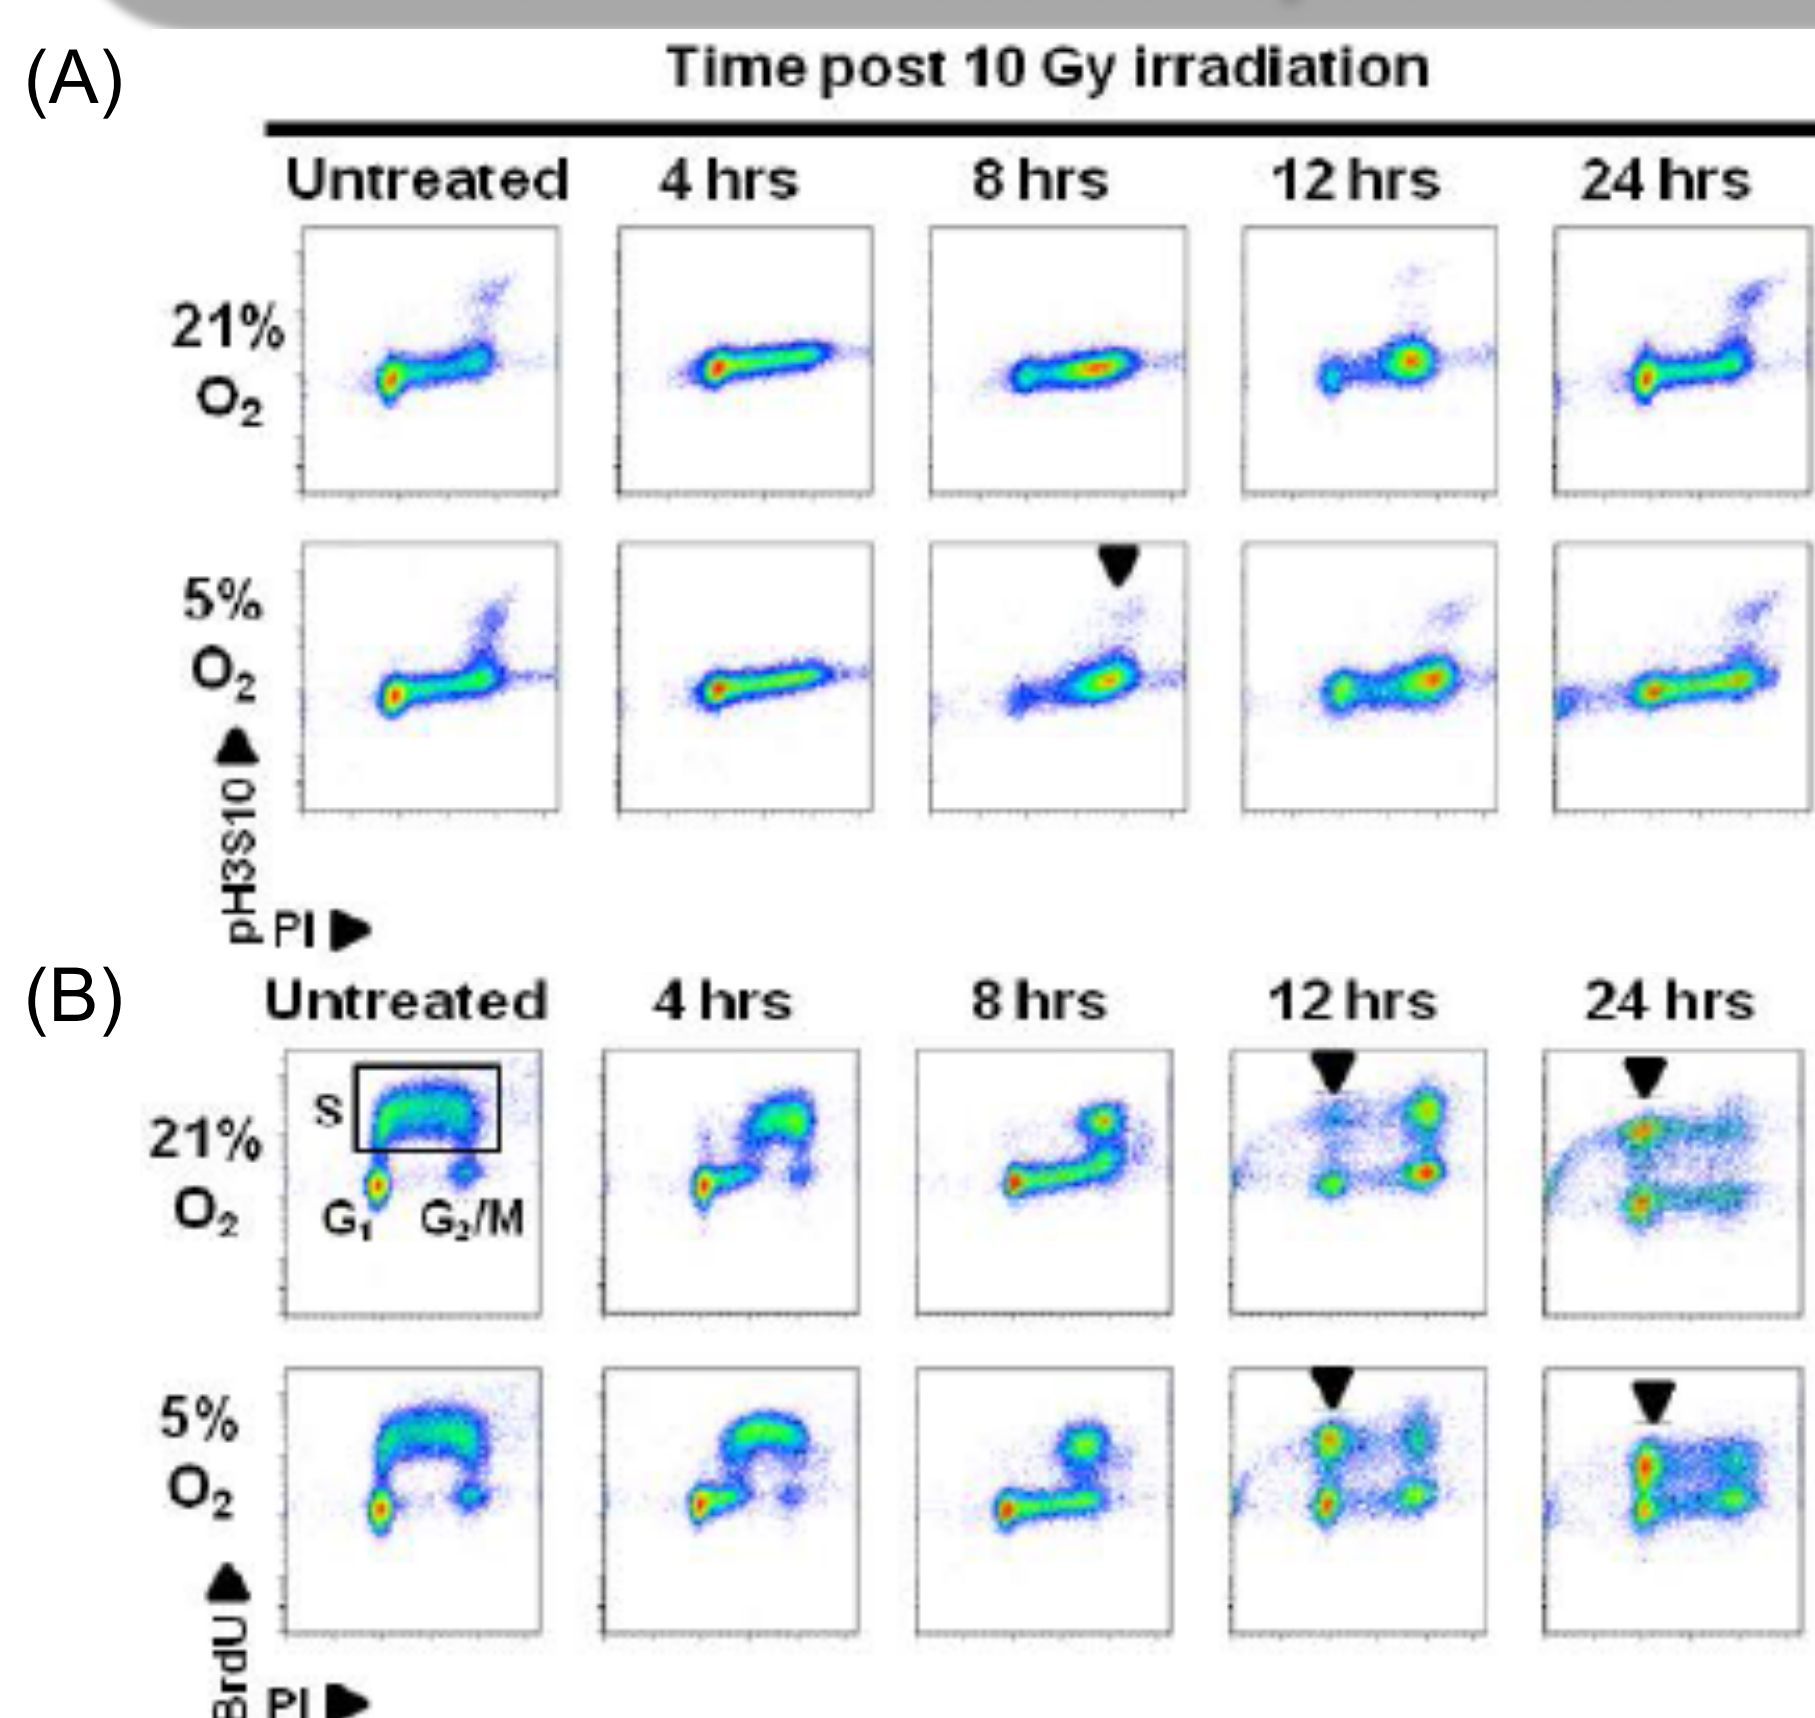 (A)
Time post 10 Gy irradiation
Untreated 4 hrs 8 hrs 12 hrs 24 hrs
21%
O₂
5%
O₂
pH3S10
PI
(B)
Untreated 4 hrs 8 hrs 12 hrs 24 hrs
S
21%
O₂
G₁ G₂/M
5%
O₂
BrdU
PI